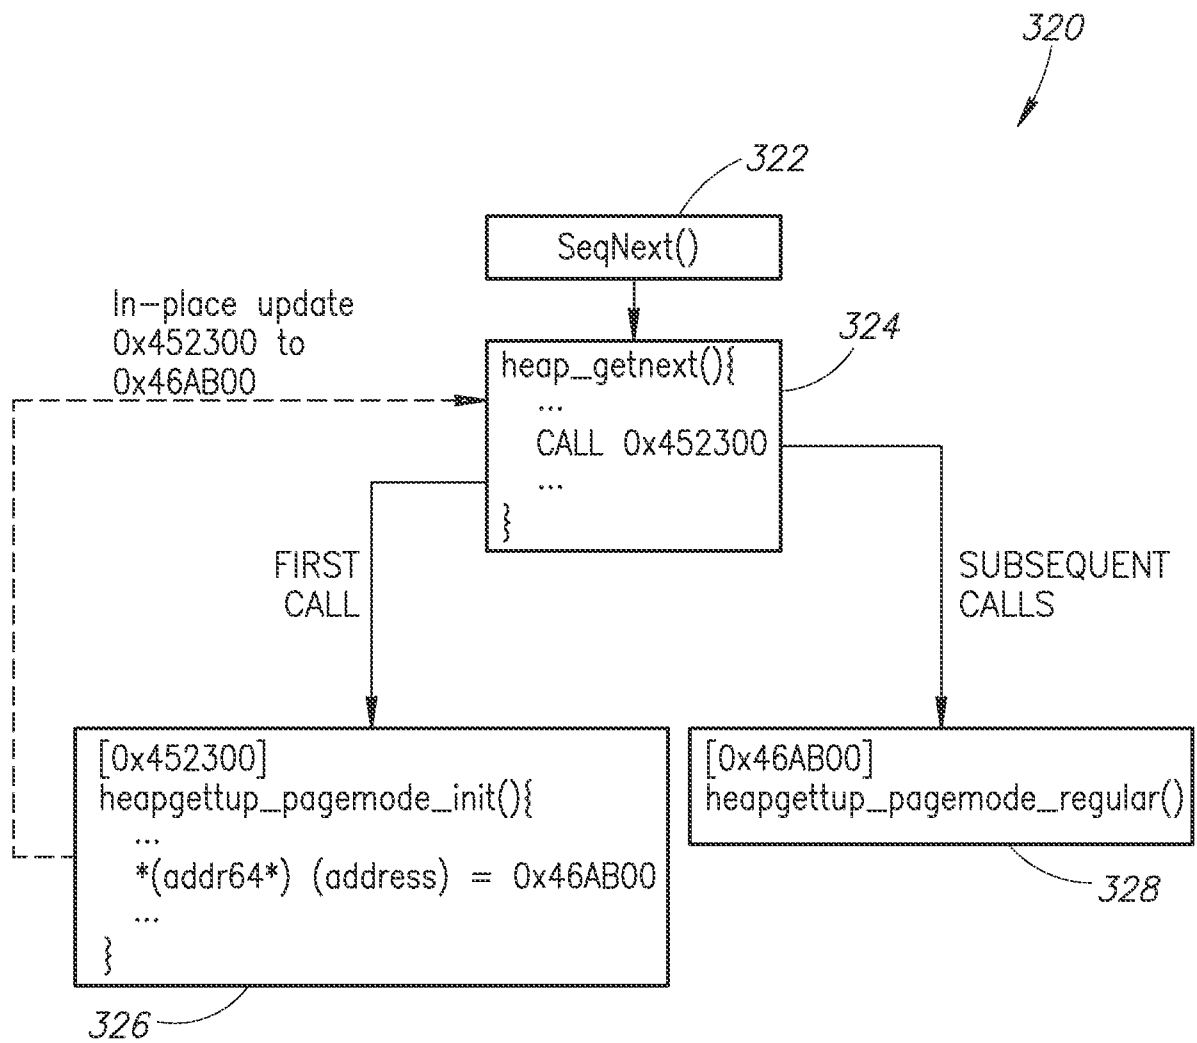 320
322
SeqNext()
In-place update
0x452300 to
0x46AB00
324
heap_getnext(){
...
CALL 0x452300
...
}
FIRST
CALL
SUBSEQUENT
CALLS
[0x452300]
heapgettup_pagemode_init(){
...
*(addr64*) (address) = 0x46AB00
...
}
326
[0x46AB00]
heapgettup_pagemode_regular()
328